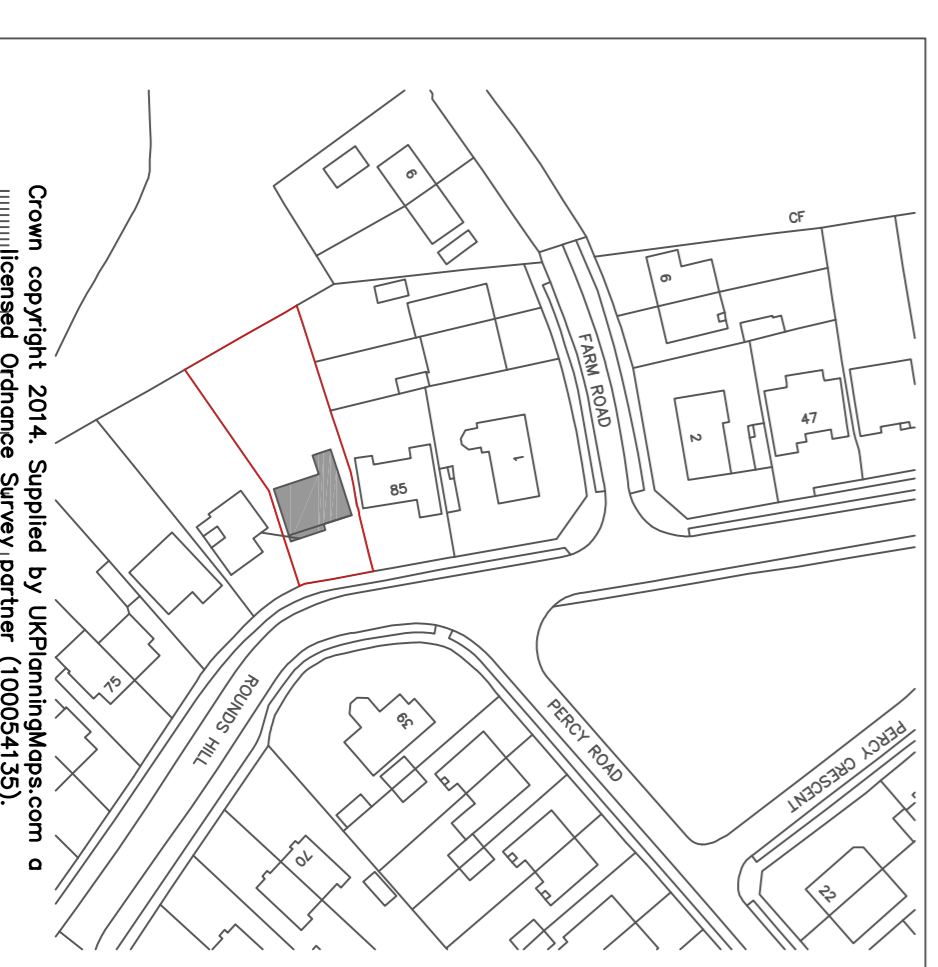 Crown copyright 2014. Supplied by UKPlanningMaps.com a
licensed Ordnance Survey partner (100054135).
6
CF
6
FARM ROAD
2
47
1
85
75
ROUNDS HILL
39
PERCY ROAD
PERCY CRESCENT
70
22